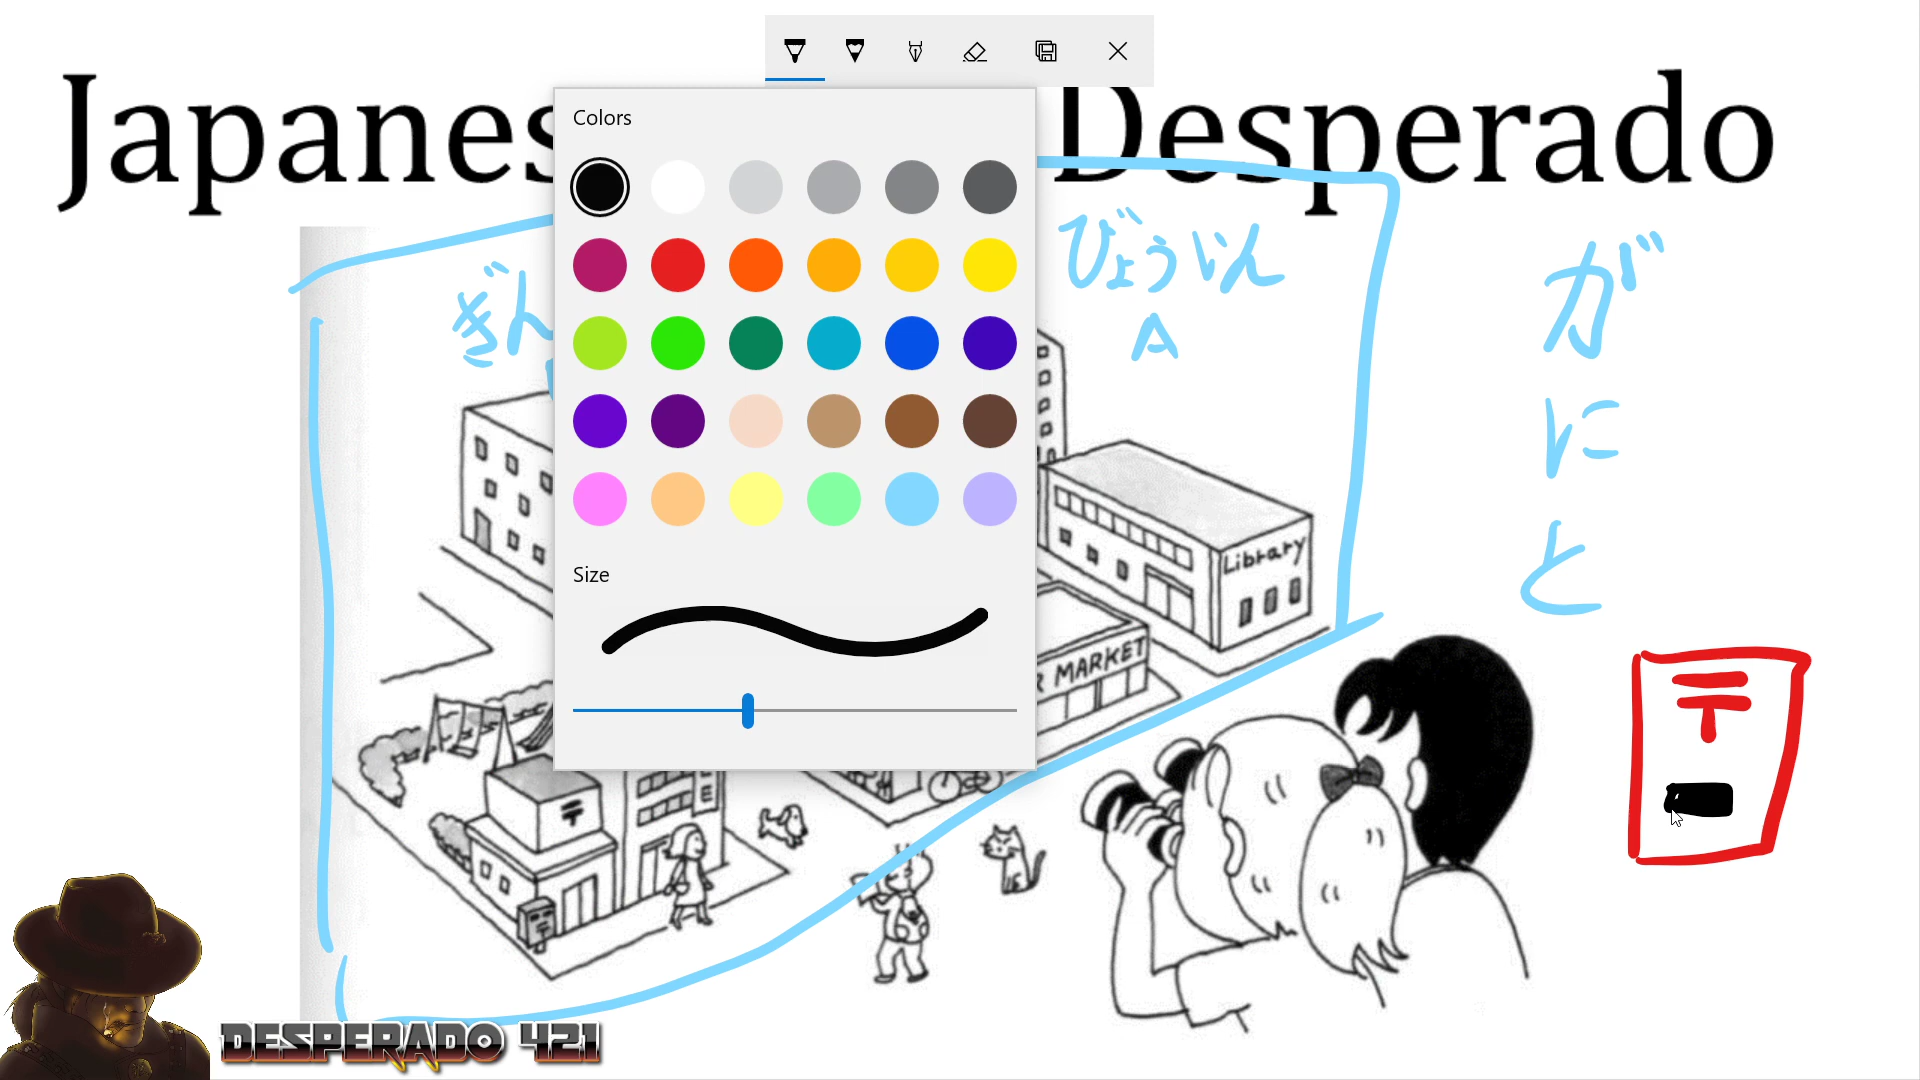 Japanes Desperado
Colors
びょういん
A
ぎん
が
に
と
Library
Size
R MARKET
〒
〒
E
DESPERADO 421